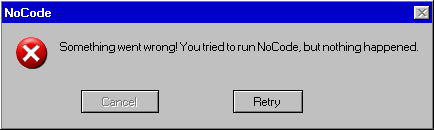 NoCode
Something went wrong! You tried to run NoCode, but nothing happened.
Cancel
Retry